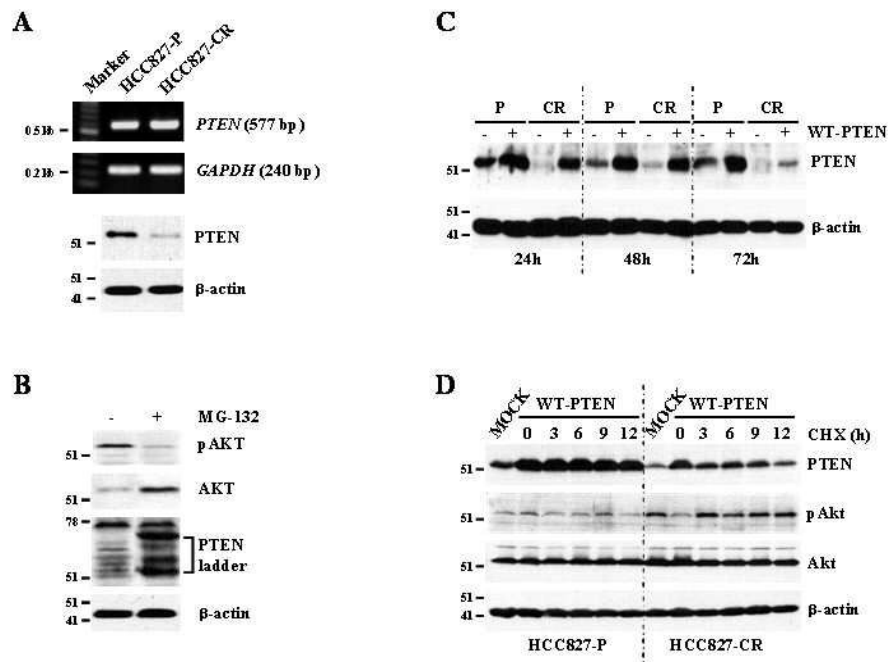 A
Marker
HCC827-P
HCC827-CR
PTEN (577 bp)
GAPDH (240 bp)
51
PTEN
51
41
β-actin
B
- + MG-132
51
pAKT
51
AKT
78
51
PTEN
ladder
51
41
β-actin
C
P CR P CR P CR
- + - + - + - + - + - + WT-PTEN
51
PTEN
51
41
β-actin
24h 48h 72h
D
MOCK WT-PTEN MOCK WT-PTEN
0 3 6 9 12 0 3 6 9 12 CHX (h)
51
PTEN
51
pAkt
51
Akt
51
41
β-actin
HCC827-P HCC827-CR